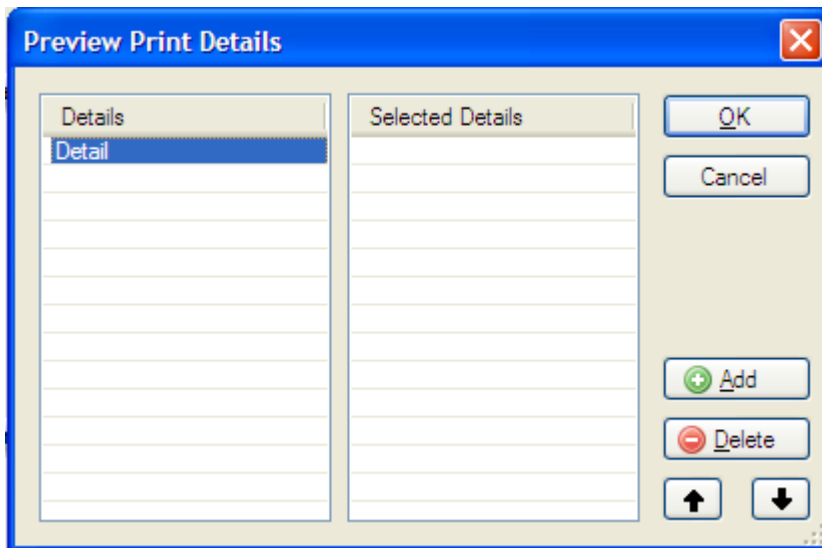 Preview Print Details
Details
Selected Details
Detail
OK
Cancel
Add
Delete